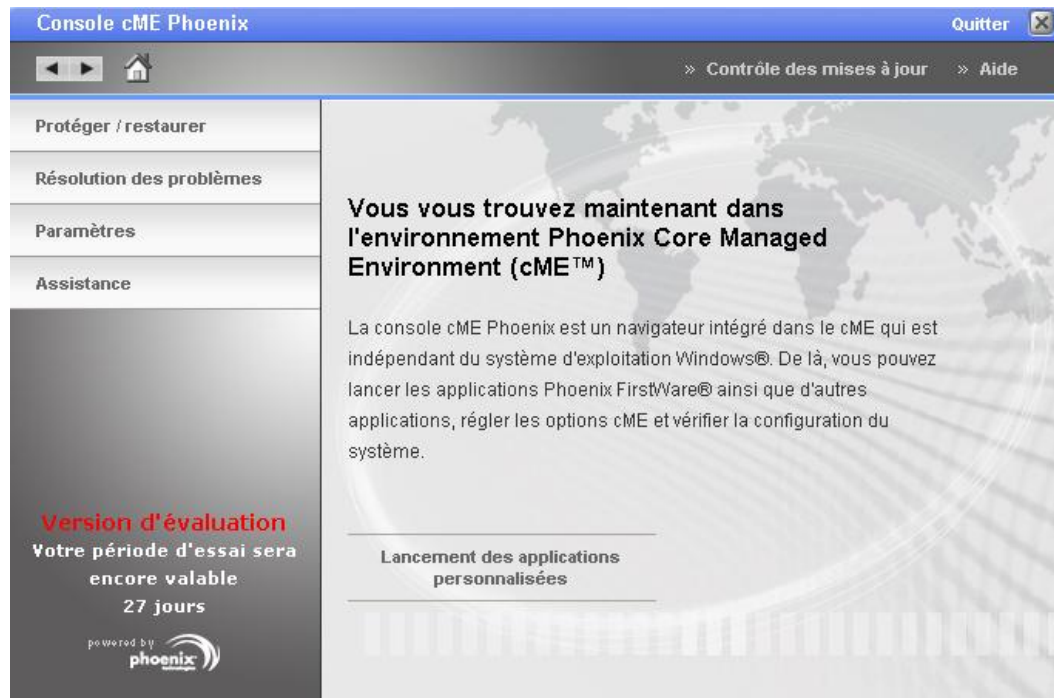 Console cME Phoenix
Quitter
» Contrôle des mises à jour
» Aide
Protéger / restaurer
Résolution des problèmes
Paramètres
Assistance
Vous vous trouvez maintenant dans
l'environnement Phoenix Core Managed
Environment (cME™)
La console cME Phoenix est un navigateur intégré dans le cME qui est
indépendant du système d'exploitation Windows®. De là, vous pouvez
lancer les applications Phoenix FirstWare® ainsi que d'autres
applications, régler les options cME et vérifier la configuration du
système.
Lancement des applications
personnalisées
Version d'évaluation
Votre période d'essai sera
encore valable
27 jours
powered by
phoenix
technologies